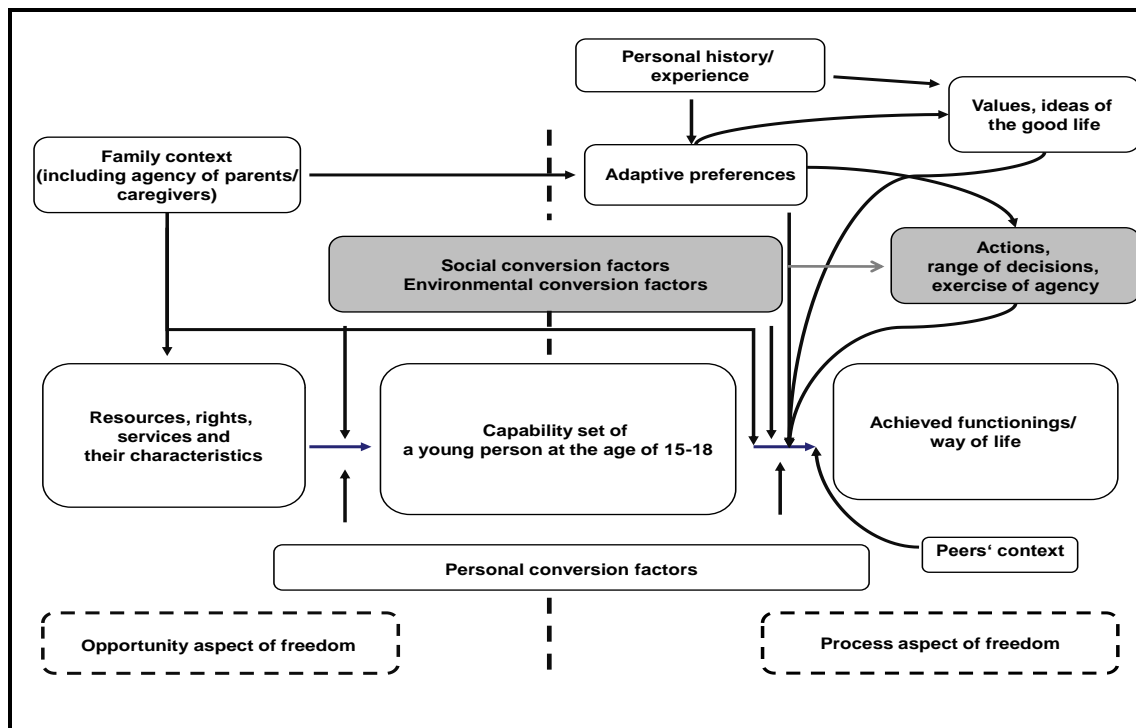 Personal history/
experience
Values, ideas of
the good life
Family context
(including agency of parents/
caregivers)
Adaptive preferences
Social conversion factors
Environmental conversion factors
Actions,
range of decisions,
exercise of agency
Resources, rights,
services and
their characteristics
Capability set of
a young person at the age of 15-18
Achieved functionings/
way of life
Peers‘ context
Personal conversion factors
Opportunity aspect of freedom
Process aspect of freedom